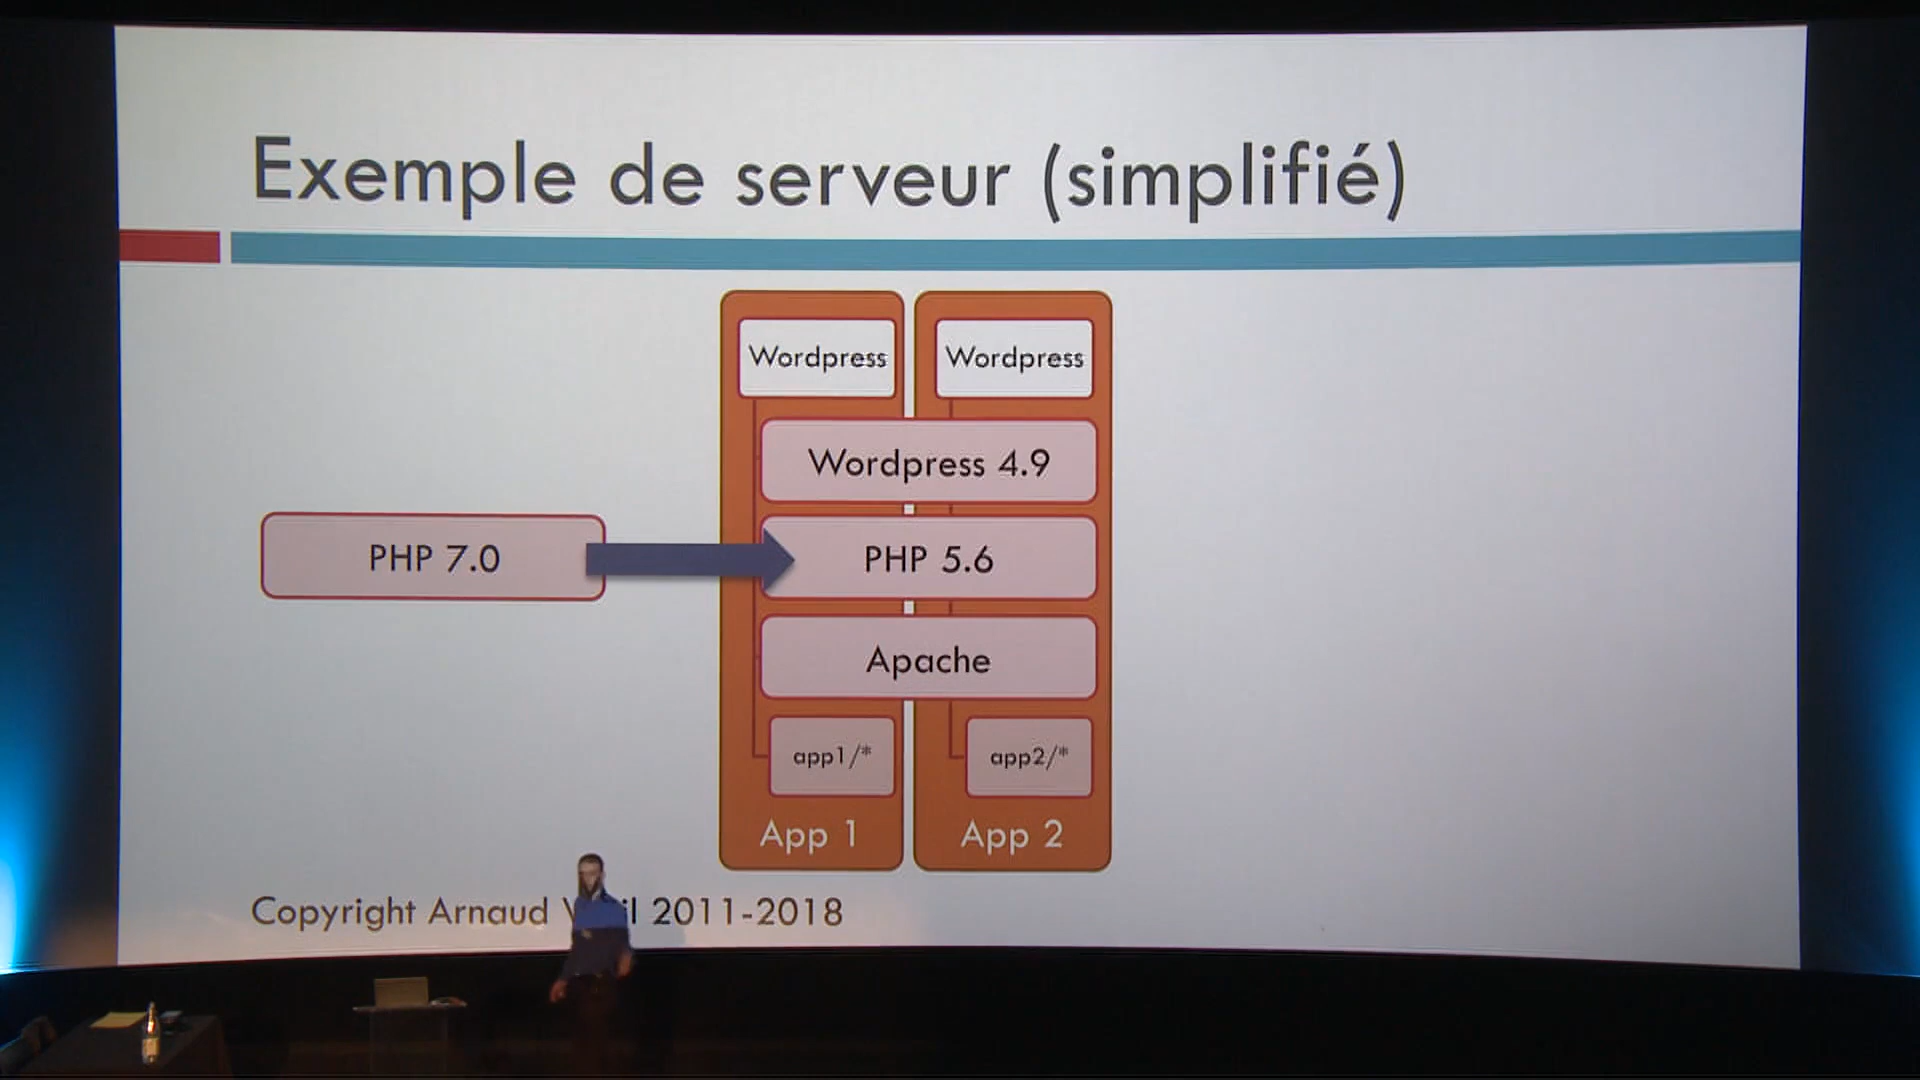 Exemple de serveur (simplifié)
Wordpress
Wordpress
Wordpress 4.9
PHP 7.0
PHP 5.6
Apache
app1/*
app2/*
App 1
App 2
Copyright Arnaud 2011-2018